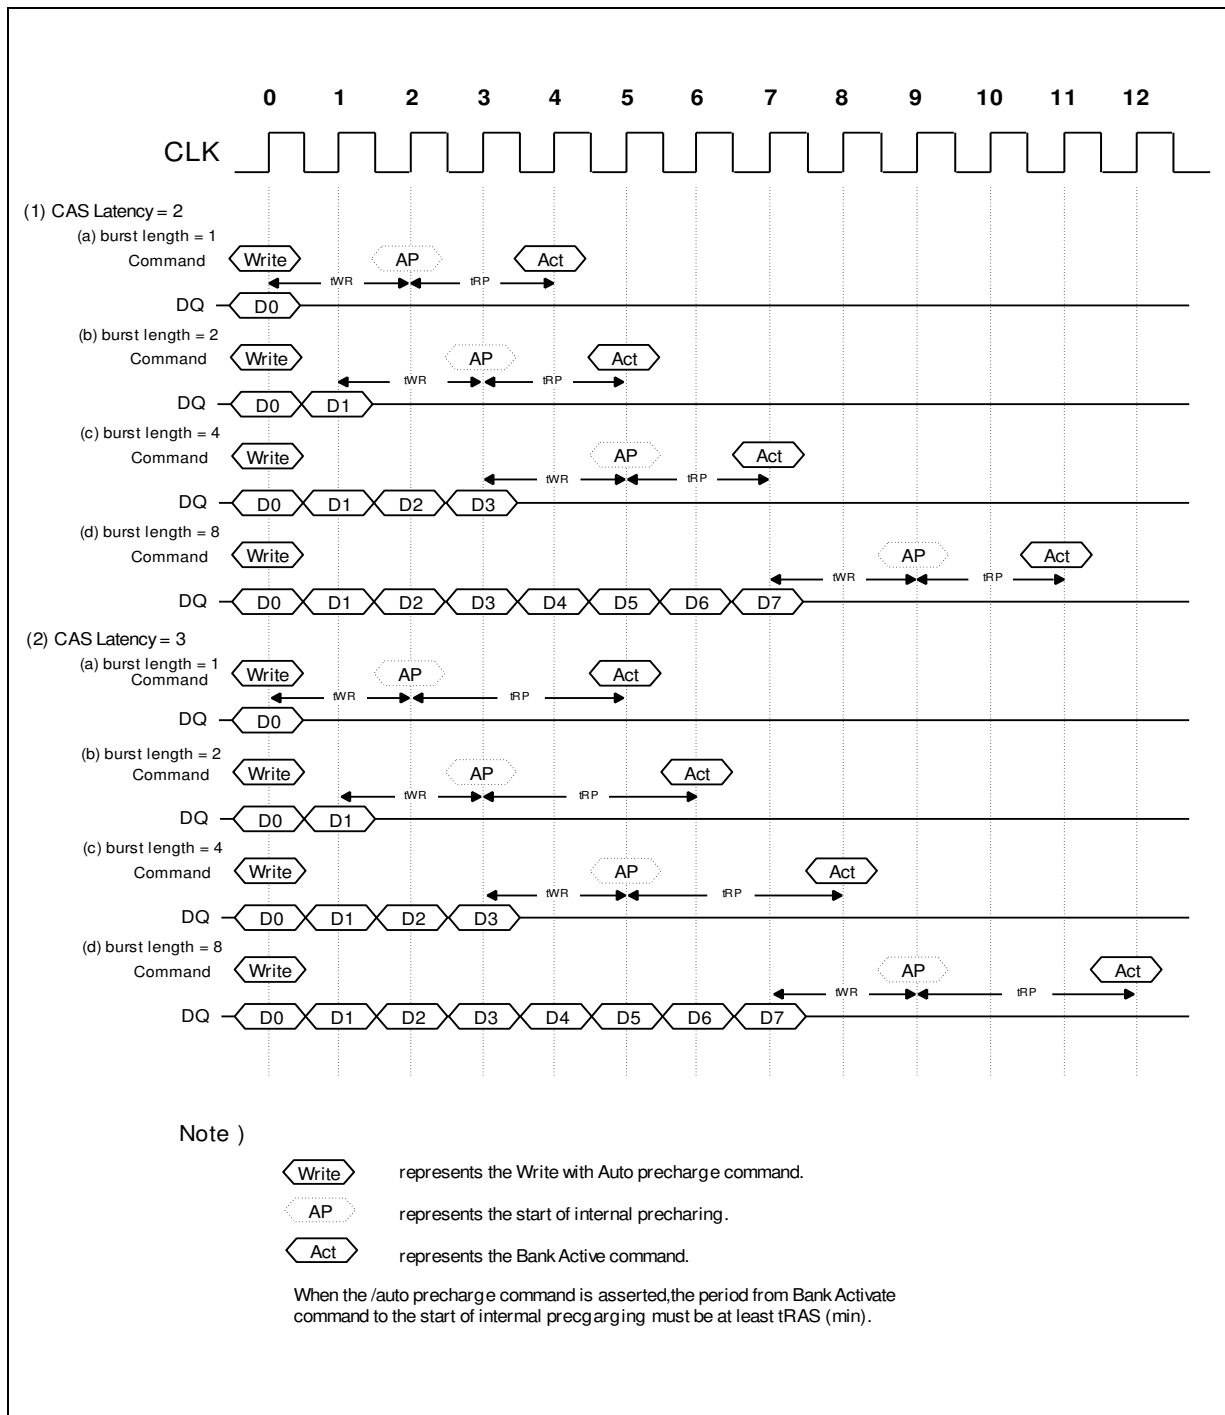 0 1 2 3 4 5 6 7 8 9 10 11 12
CLK
(1) CAS Latency = 2
(a) burst length = 1
Command Write AP Act
tWR tRP
DQ D0
(b) burst length = 2
Command Write AP Act
tWR tRP
DQ D0 D1
(c) burst length = 4
Command Write AP Act
tWR tRP
DQ D0 D1 D2 D3
(d) burst length = 8
Command Write AP Act
tWR tRP
DQ D0 D1 D2 D3 D4 D5 D6 D7
(2) CAS Latency = 3
(a) burst length = 1
Command Write AP Act
tWR tRP
DQ D0
(b) burst length = 2
Command Write AP Act
tWR tRP
DQ D0 D1
(c) burst length = 4
Command Write AP Act
tWR tRP
DQ D0 D1 D2 D3
(d) burst length = 8
Command Write AP Act
tWR tRP
DQ D0 D1 D2 D3 D4 D5 D6 D7
Note )
Write represents the Write with Auto precharge command.
AP represents the start of internal precharing.
Act represents the Bank Active command.
When the /auto precharge command is asserted,the period from Bank Activate
command to the start of internal precgarging must be at least tRAS (min).